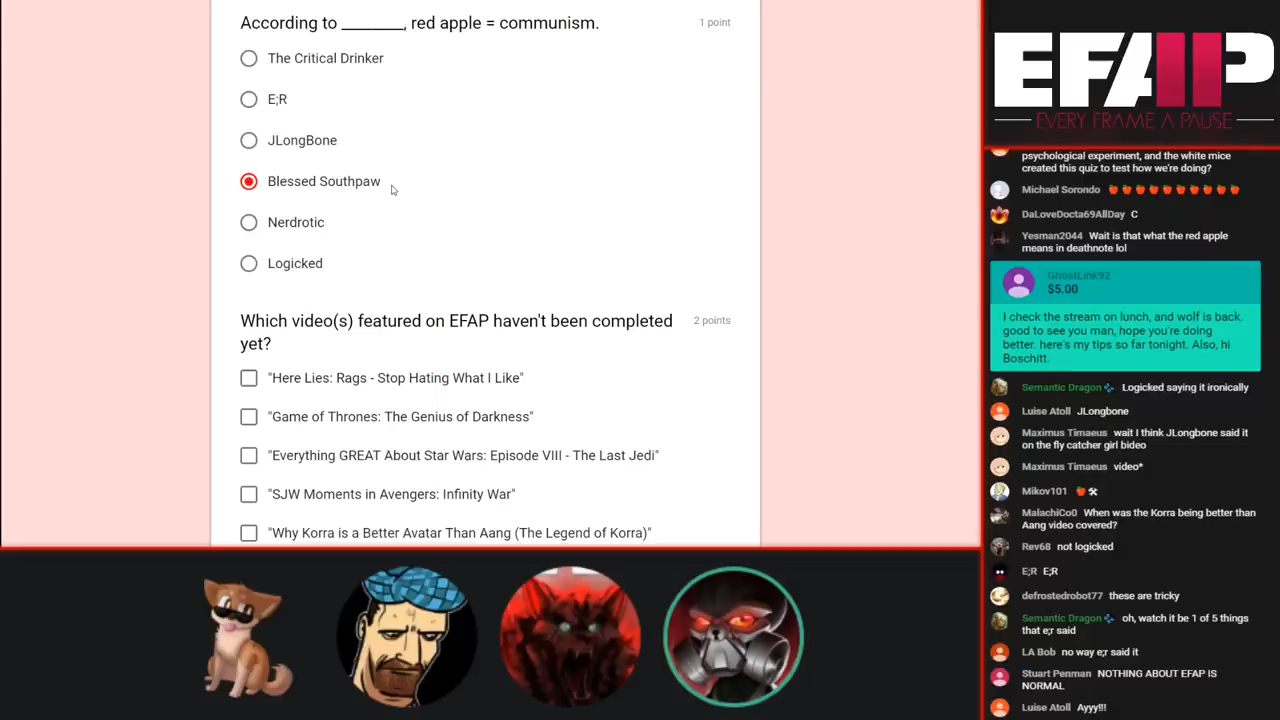 According to ________, red apple = communism.
1 point
The Critical Drinker
E;R
JLongBone
Blessed Southpaw
Nerdrotic
Logicked
Which video(s) featured on EFAP haven't been completed
yet?
2 points
"Here Lies: Rags - Stop Hating What I Like"
"Game of Thrones: The Genius of Darkness"
"Everything GREAT About Star Wars: Episode VIII - The Last Jedi"
"SJW Moments in Avengers: Infinity War"
"Why Korra is a Better Avatar Than Aang (The Legend of Korra)"
EFAP
EVERY FRAME A PAUSE
psychological experiment, and the white mice
created this quiz to test how we're doing?
Michael Sorondo 🍎🍎🍎🍎🍎🍎🍎🍎🍎
DaLoveDocta69AllDay C
Yesman2044 Wait is that what the red apple
means in deathnote lol
GhostLink92
$5.00
I check the stream on lunch, and wolf is back.
good to see you man, hope you're doing
better. here's my tips so far tonight. Also, hi
Boschitt.
Semantic Dragon Logicked saying it ironically
Luise Atoll JLongbone
Maximus Timaeus wait I think JLongbone said it
on the fly catcher girl bideo
Maximus Timaeus video*
Mikov101 🍎🛠
MalachiCo0 When was the Korra being better than
Aang video covered?
Rev68 not logicked
E;R E;R
defrostedrobot77 these are tricky
Semantic Dragon oh, watch it be 1 of 5 things
that e;r said
LA Bob no way e;r said it
Stuart Penman NOTHING ABOUT EFAP IS
NORMAL
Luise Atoll Ayyy!!!